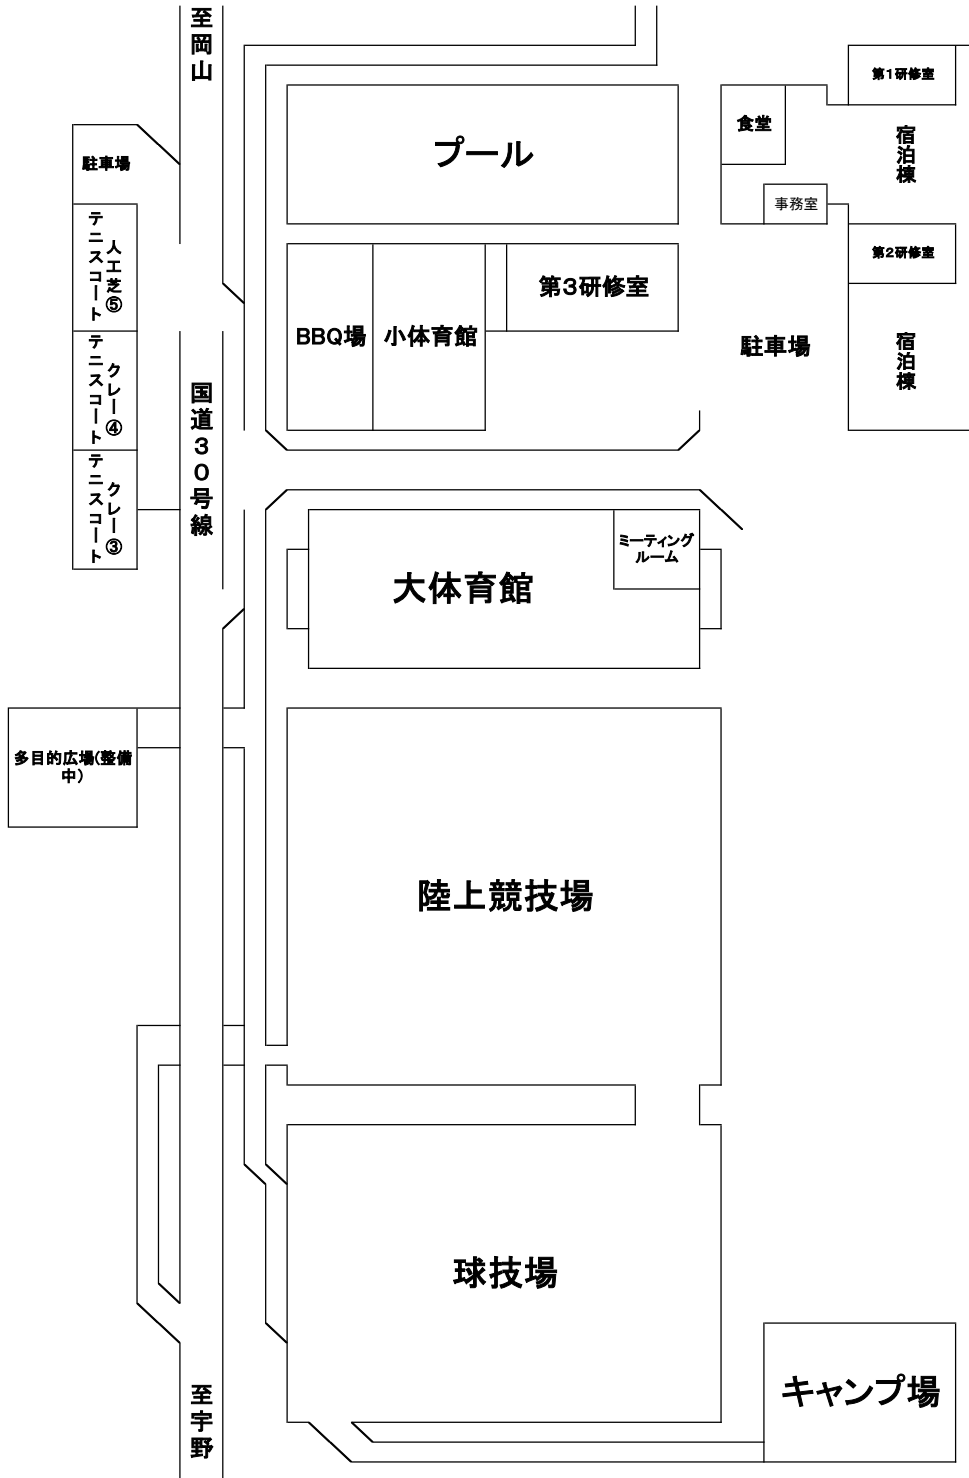 至岡山
第1研修室
食堂
宿泊棟
プール
駐車場
事務室
人工芝⑤
テニスコート
第2研修室
第3研修室
BBQ場
小体育館
駐車場
宿泊棟
クレー④
テニスコート
国道30号線
クレー③
テニスコート
ミーティング
ルーム
大体育館
多目的広場(整備
中)
陸上競技場
球技場
キャンプ場
至宇野